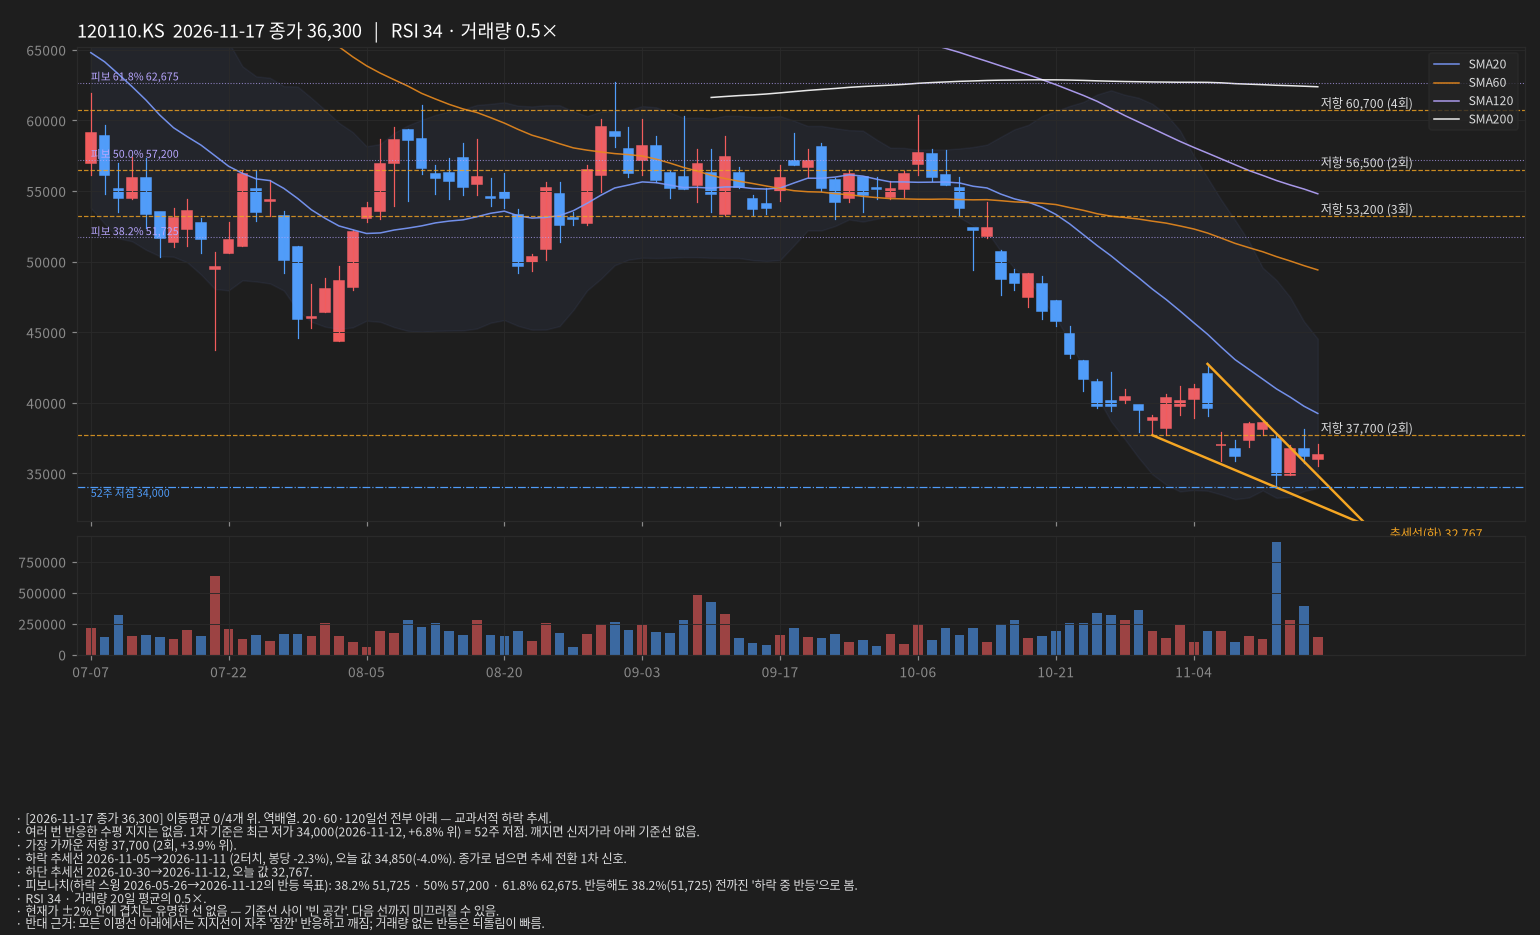 120110.KS 2026-11-17 종가 36,300 | RSI 34 · 거래량 0.5×
65000
60000
55000
50000
45000
40000
35000
피보 61.8% 62,675
피보 50.0% 57,200
피보 38.2% 51,725
52주 저점 34,000
SMA20
SMA60
SMA120
SMA200
저항 60,700 (4회)
저항 56,500 (2회)
저항 53,200 (3회)
저항 37,700 (2회)
추세선(하) 32,767
750000
500000
250000
0
07-07
07-22
08-05
08-20
09-03
09-17
10-06
10-21
11-04
· [2026-11-17 종가 36,300] 이동평균 0/4개 위. 역배열. 20·60·120일선 전부 아래 — 교과서적 하락 추세.
· 여러 번 반응한 수평 지지는 없음. 1차 기준은 최근 저가 34,000(2026-11-12, +6.8% 위) = 52주 저점. 깨지면 신저가라 아래 기준선 없음.
· 가장 가까운 저항 37,700 (2회, +3.9% 위).
· 하락 추세선 2026-11-05→2026-11-11 (2터치, 봉당 -2.3%), 오늘 값 34,850(-4.0%). 종가로 넘으면 추세 전환 1차 신호.
· 하단 추세선 2026-10-30→2026-11-12, 오늘 값 32,767.
· 피보나치(하락 스윙 2026-05-26→2026-11-12의 반등 목표): 38.2% 51,725 · 50% 57,200 · 61.8% 62,675. 반등해도 38.2%(51,725) 전까진 '하락 중 반등'으로 봄.
· RSI 34 · 거래량 20일 평균의 0.5×.
· 현재가 ±2% 안에 겹치는 유명한 선 없음 — 기준선 사이 '빈 공간'. 다음 선까지 미끄러질 수 있음.
· 반대 근거: 모든 이평선 아래에서는 지지선이 자주 '잠깐' 반응하고 깨짐; 거래량 없는 반등은 되돌림이 빠름.